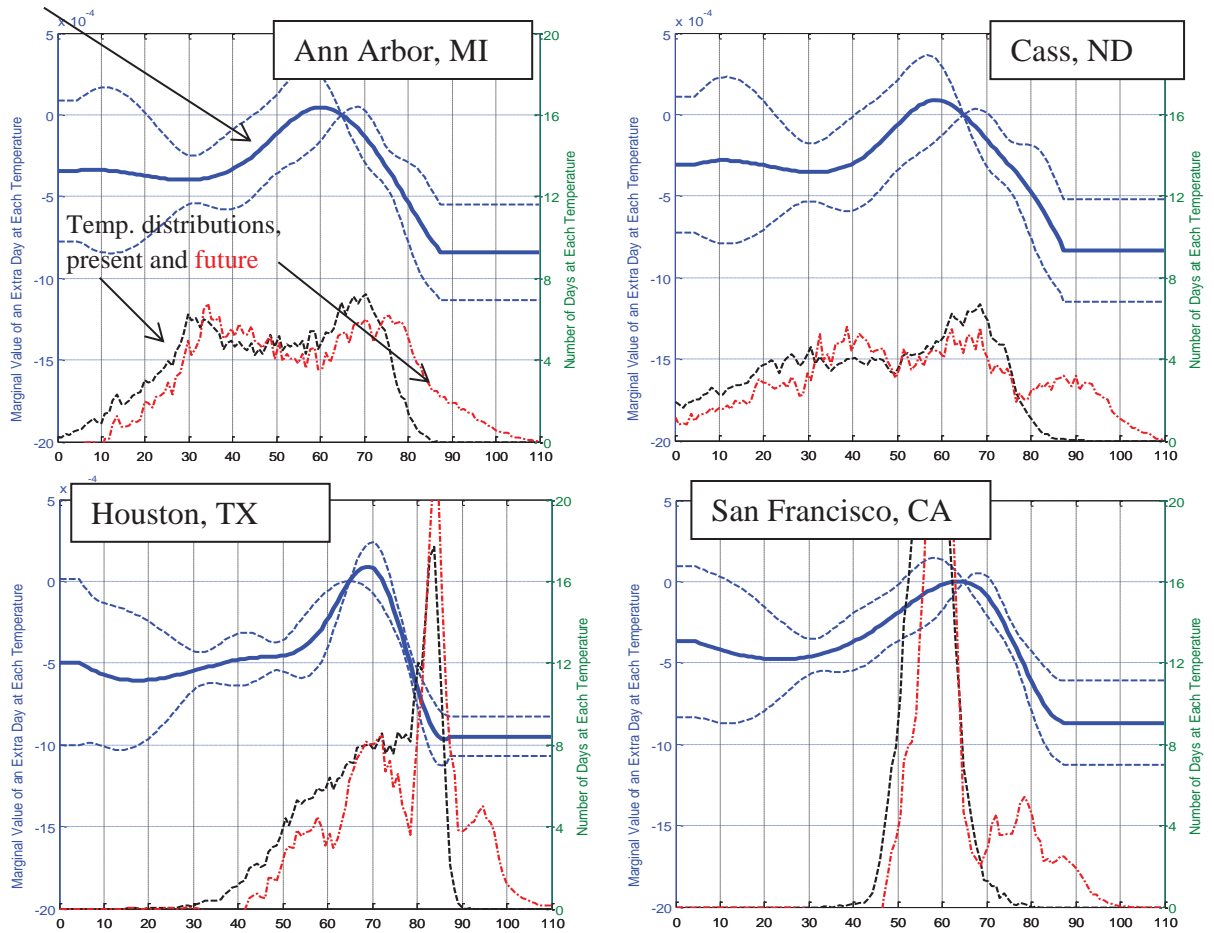 x 10 -4
5
0
-5
-10
-15
-20
Marginal Value of an Extra Day at Each Temperature
Ann Arbor, MI
Temp. distributions,
present and future
20
16
12
8
4
0
Number of Days at Each Temperature
0 10 20 30 40 50 60 70 80 90 100 110
x 10 -4
5
0
-5
-10
-15
-20
Marginal Value of an Extra Day at Each Temperature
Cass, ND
16
12
8
4
0
Number of Days at Each Temperature
0 10 20 30 40 50 60 70 80 90 100 110
x -4
5
0
-5
-10
-15
-20
Marginal Value of an Extra Day at Each Temperature
Houston, TX
20
16
12
8
4
0
Number of Days at Each Temperature
0 10 20 30 40 50 60 70 80 90 100 110
5
0
-5
-10
-15
-20
Marginal Value of an Extra Day at Each Temperature
San Francisco, CA
20
16
12
8
4
0
Number of Days at Each Temperature
0 10 20 30 40 50 60 70 80 90 100 110